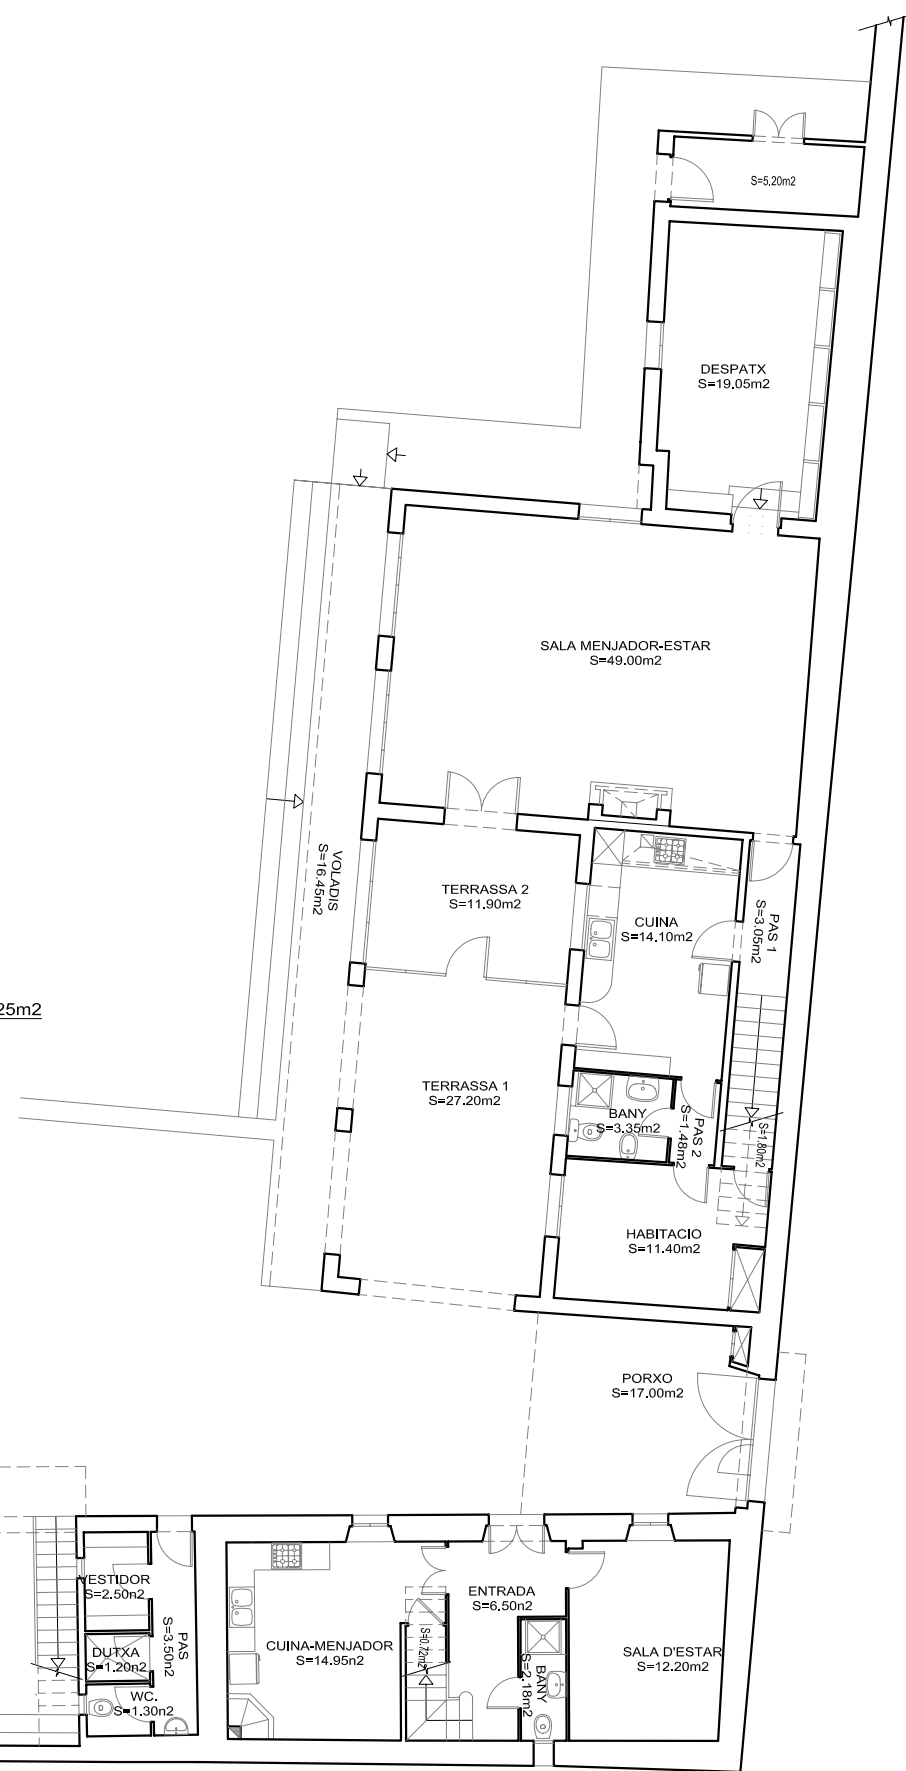 S=5,20m2
DESPATX
S=19.05m2
SALA MENJADOR-ESTAR
S=49.00m2
VOLADIS
S=16.45m2
TERRASSA 2
S=11.90m2
CUINA
S=14.10m2
PAS 1
S=3.05m2
25m2
TERRASSA 1
S=27.20m2
BANY
S=3.35m2
PAS 2
S=1.48m2
S=1.80m2
HABITACIO
S=11.40m2
PORXO
S=17.00m2
VESTIDOR
S=2.50m2
PAS
S=3.50m2
DUTXA
S=1.20m2
WC.
S=1.30m2
CUINA-MENJADOR
S=14.95m2
S=0.72m2
ENTRADA
S=6.50m2
BANY
S=2.18m2
SALA D'ESTAR
S=12.20m2